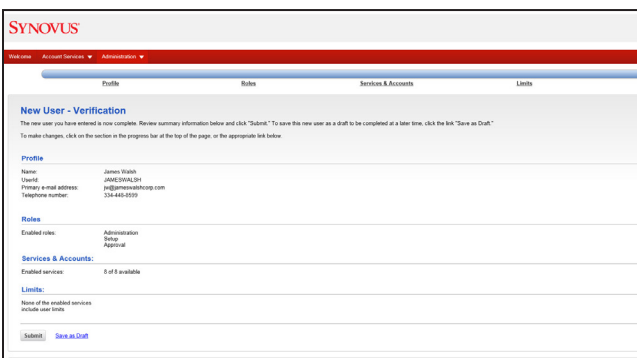 SYNOVUS
Welcome Account Services Administration
Profile Roles Services & Accounts Limits
New User - Verification
The new user you have entered is now complete. Review summary information below and click "Submit." To save this new user as a draft to be completed at a later time, click the link "Save as Draft."
To make changes, click on the section in the progress bar at the top of the page, or the appropriate link below.
Profile
Name: James Walsh
UserId: JAMESWALSH
Primary e-mail address: jw@jameswalshcorp.com
Telephone number: 334-440-0599
Roles
Enabled roles: Administration
Setup
Approval
Services & Accounts:
Enabled services: 8 of 8 available
Limits:
None of the enabled services
include user limits
Submit Save as Draft